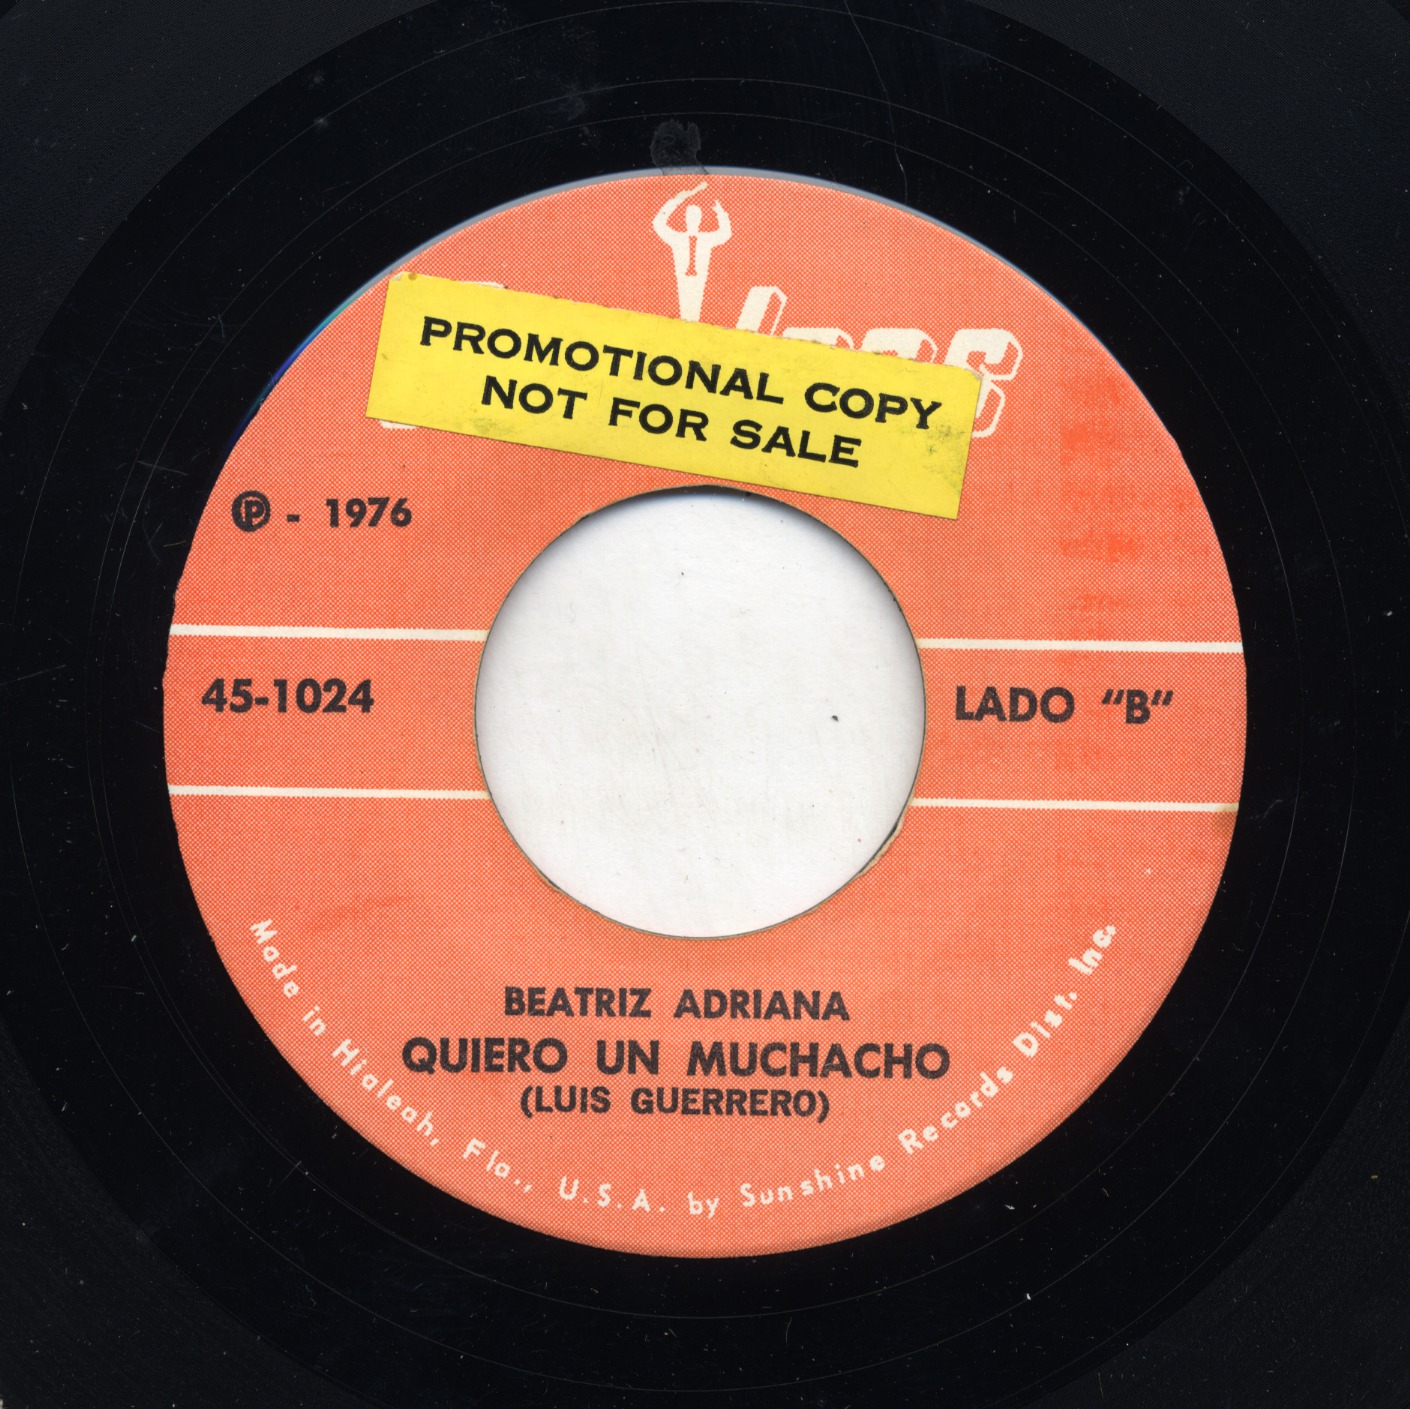 PROMOTIONAL COPY
NOT FOR SALE
Ⓟ - 1976
45-1024
LADO "B"
BEATRIZ ADRIANA
QUIERO UN MUCHACHO
(LUIS GUERRERO)
Made in Hialeah, Fla., U.S.A. by Sunshine Records Dist. Inc.